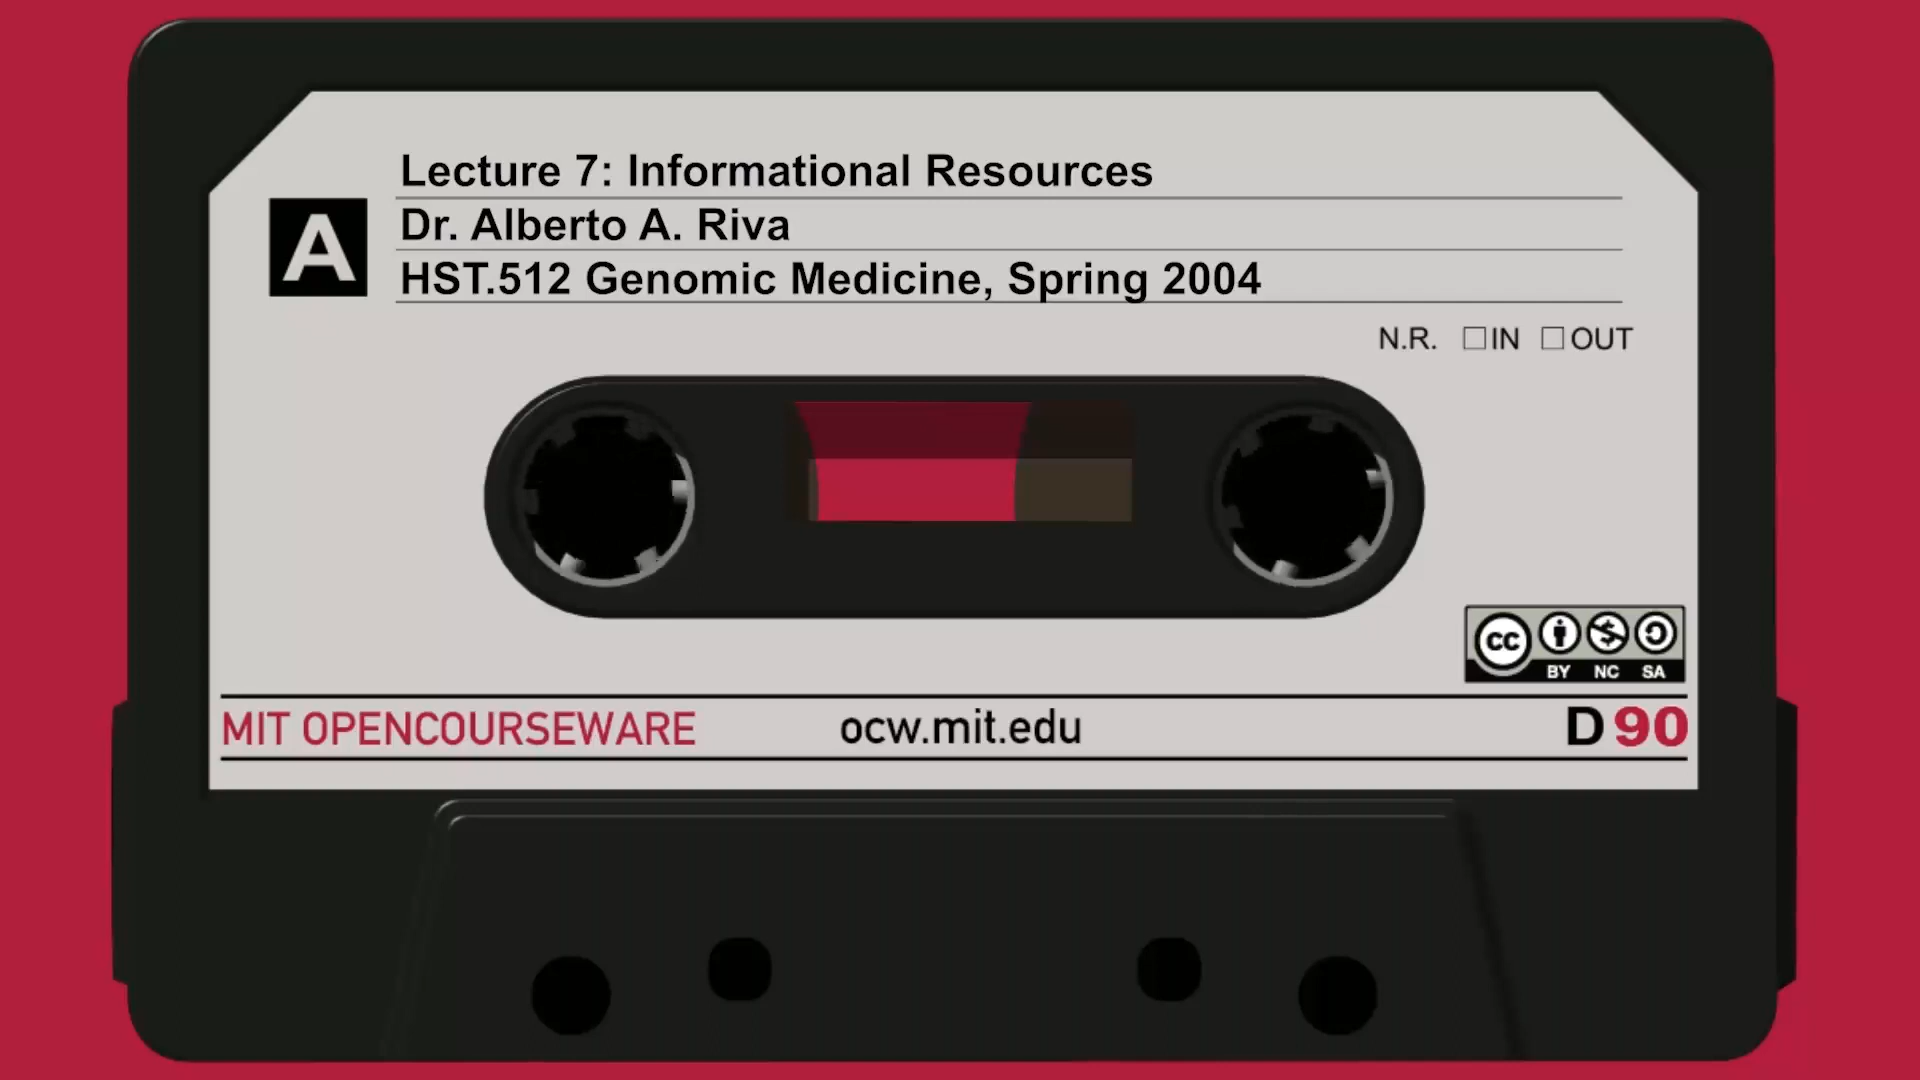 Lecture 7: Informational Resources
A
Dr. Alberto A. Riva
HST.512 Genomic Medicine, Spring 2004
N.R. IN OUT
CC BY NC SA
MIT OPENCOURSEWARE ocw.mit.edu D 90